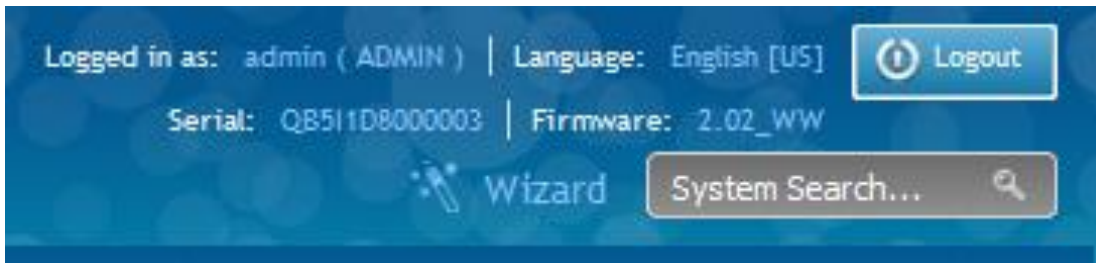 Logged in as: admin ( ADMIN ) | Language: English [US] Logout
Serial: QB5I1D8000003 | Firmware: 2.02_WW
Wizard System Search...